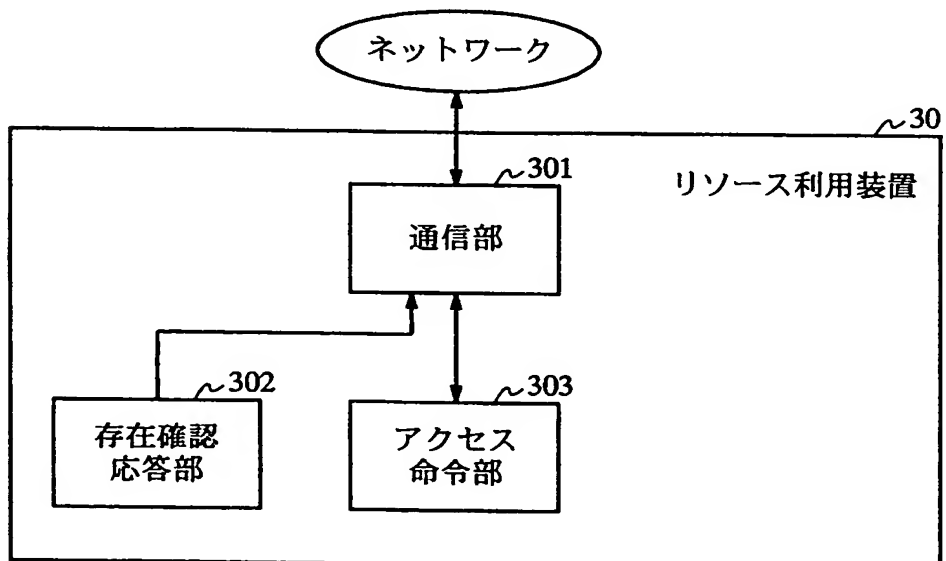 ネットワーク
30
リソース利用装置
301
通信部
302
存在確認
応答部
303
アクセス
命令部